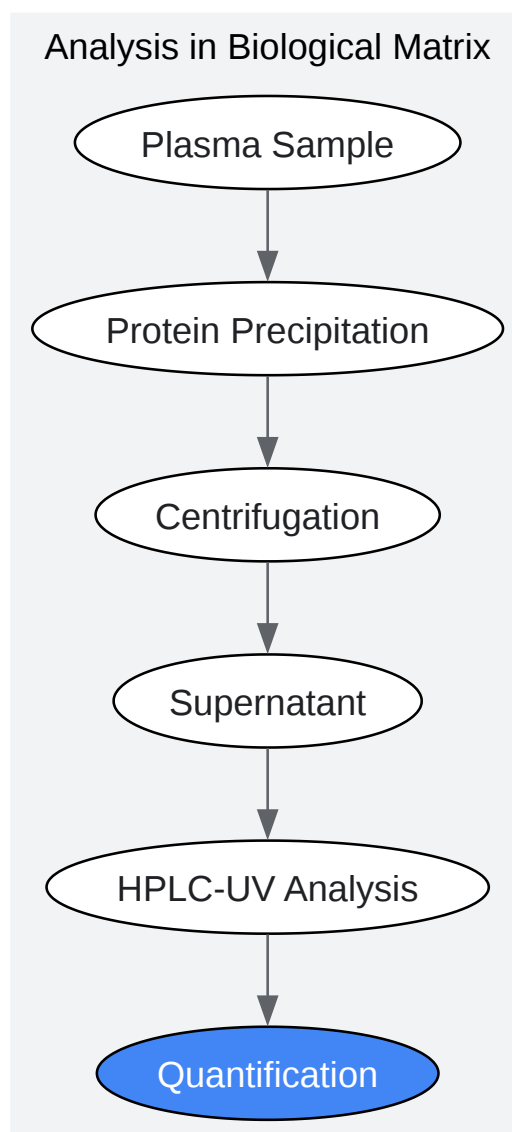 Analysis in Biological Matrix
Plasma Sample
Protein Precipitation
Centrifugation
Supernatant
HPLC-UV Analysis
Quantification